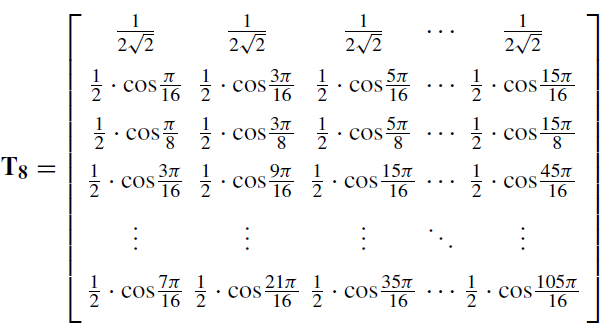 T₈ =
1/(2√2) 1/(2√2) 1/(2√2) ⋯ 1/(2√2)
1/2 · cos π/16 1/2 · cos 3π/16 1/2 · cos 5π/16 ⋯ 1/2 · cos 15π/16
1/2 · cos π/8 1/2 · cos 3π/8 1/2 · cos 5π/8 ⋯ 1/2 · cos 15π/8
1/2 · cos 3π/16 1/2 · cos 9π/16 1/2 · cos 15π/16 ⋯ 1/2 · cos 45π/16
⋮ ⋮ ⋮ ⋱ ⋮
1/2 · cos 7π/16 1/2 · cos 21π/16 1/2 · cos 35π/16 ⋯ 1/2 · cos 105π/16